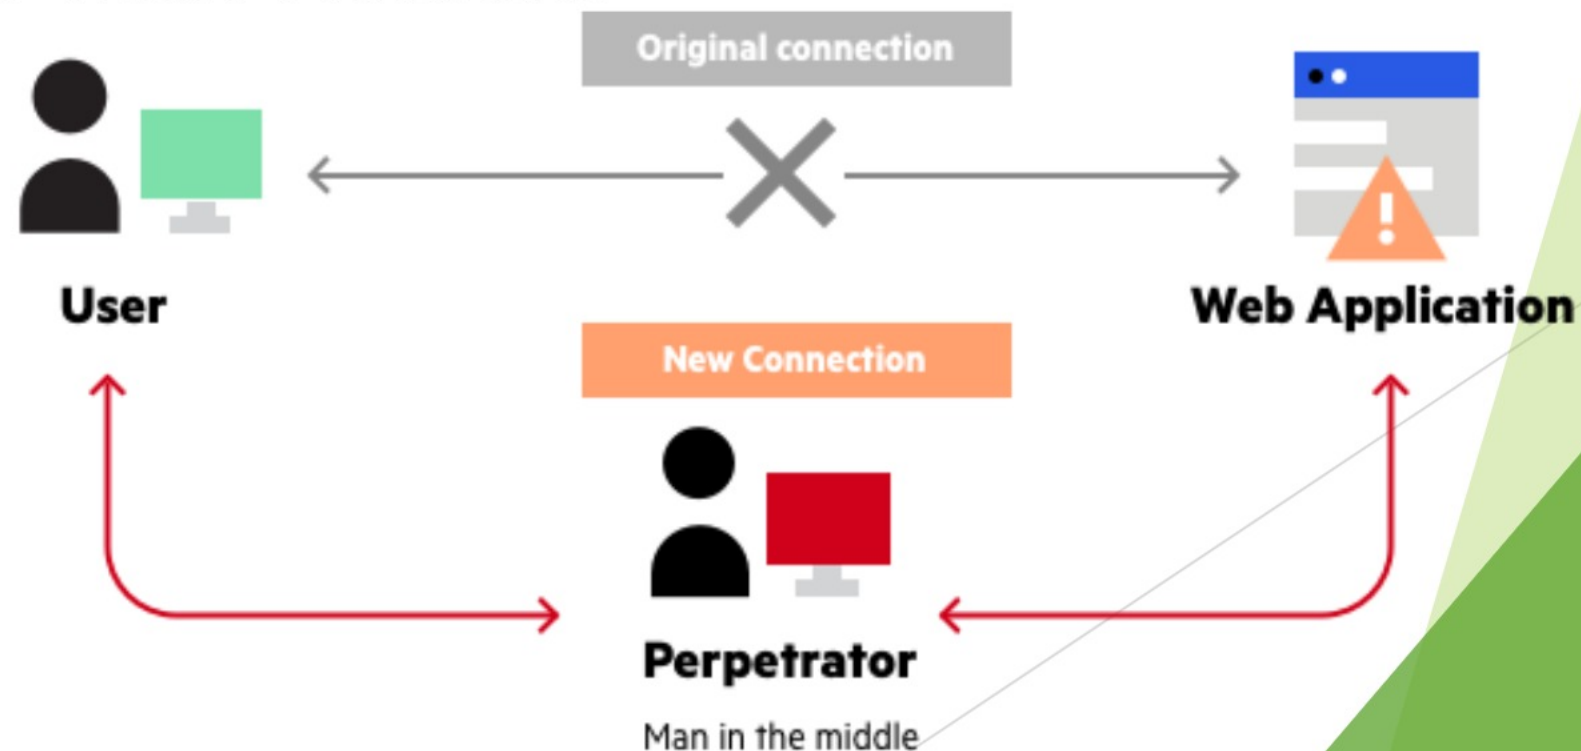 Original connection
User
Web Application
New Connection
Perpetrator
Man in the middle